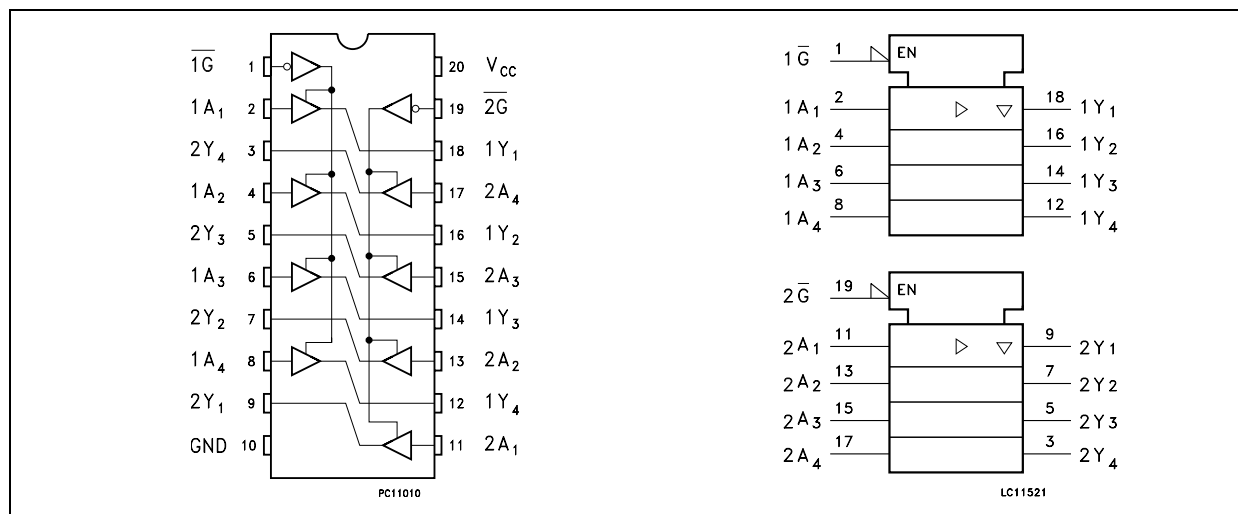 1G̅ 1 20 VCC
1A1 2 19 2G̅
2Y4 3 18 1Y1
1A2 4 17 2A4
2Y3 5 16 1Y2
1A3 6 15 2A3
2Y2 7 14 1Y3
1A4 8 13 2A2
2Y1 9 12 1Y4
GND 10 11 2A1
PC11010
1G̅ 1 EN
1A1 2 18 1Y1
1A2 4 16 1Y2
1A3 6 14 1Y3
1A4 8 12 1Y4
2G̅ 19 EN
2A1 11 9 2Y1
2A2 13 7 2Y2
2A3 15 5 2Y3
2A4 17 3 2Y4
LC11521